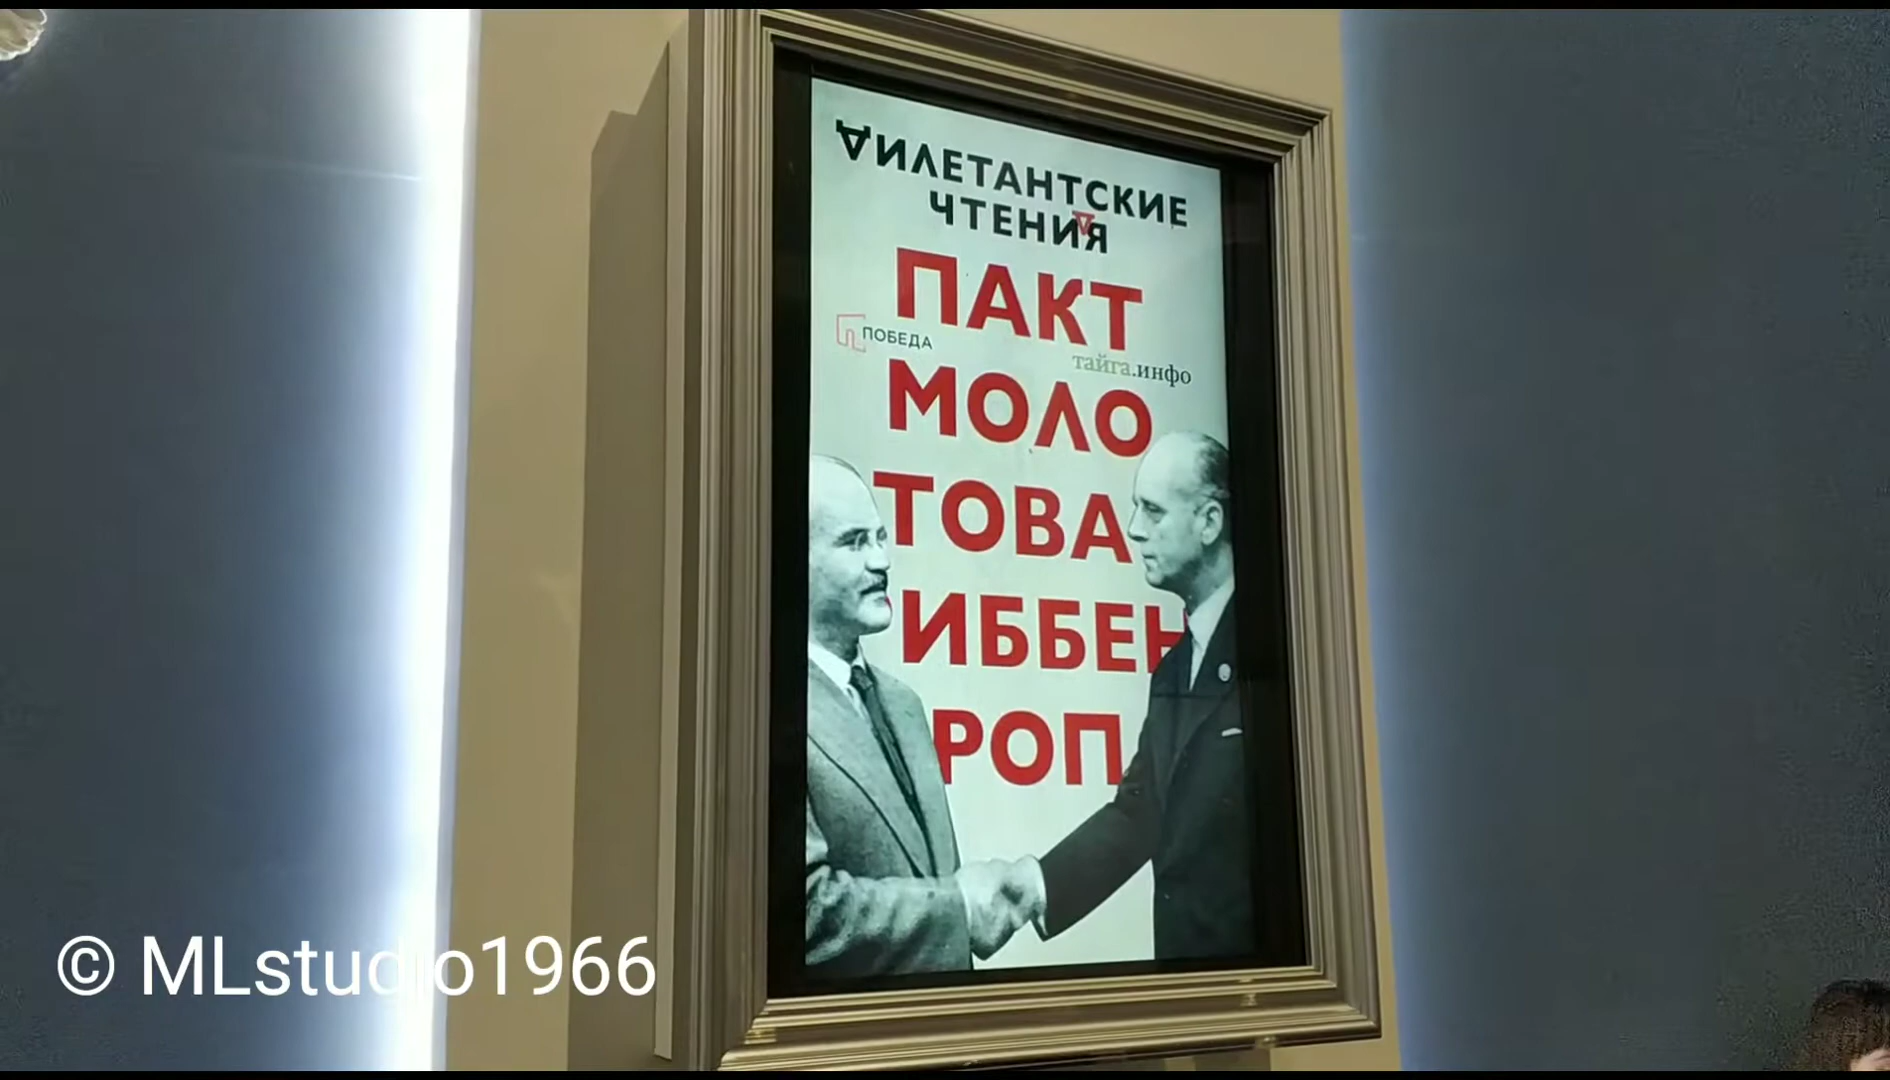 ДИЛЕТАНТСКИЕ
ЧТЕНИЯ
ПАКТ
ПОБЕДА
тайга.инфо
МОЛО
ТОВА
ИББЕН
РОП
© MLstudio1966